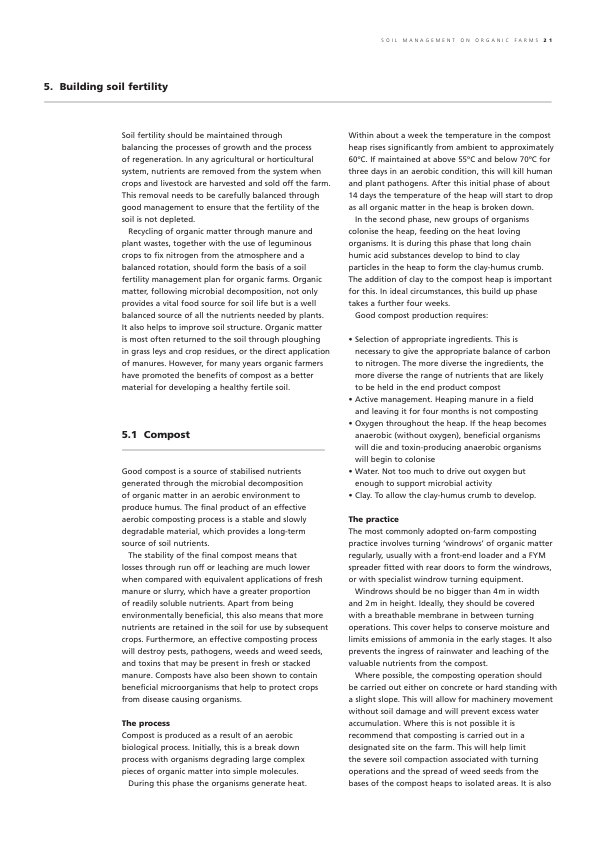 SOIL MANAGEMENT ON ORGANIC FARMS 21
5. Building soil fertility
Soil fertility should be maintained through
balancing the processes of growth and the process
of regeneration. In any agricultural or horticultural
system, nutrients are removed from the system when
crops and livestock are harvested and sold off the farm.
This removal needs to be carefully balanced through
good management to ensure that the fertility of the
soil is not depleted.
Recycling of organic matter through manure and
plant wastes, together with the use of leguminous
crops to fix nitrogen from the atmosphere and a
balanced rotation, should form the basis of a soil
fertility management plan for organic farms. Organic
matter, following microbial decomposition, not only
provides a vital food source for soil life but is a well
balanced source of all the nutrients needed by plants.
It also helps to improve soil structure. Organic matter
is most often returned to the soil through ploughing
in grass leys and crop residues, or the direct application
of manures. However, for many years organic farmers
have promoted the benefits of compost as a better
material for developing a healthy fertile soil.
5.1 Compost
Good compost is a source of stabilised nutrients
generated through the microbial decomposition
of organic matter in an aerobic environment to
produce humus. The final product of an effective
aerobic composting process is a stable and slowly
degradable material, which provides a long-term
source of soil nutrients.
The stability of the final compost means that
losses through run off or leaching are much lower
when compared with equivalent applications of fresh
manure or slurry, which have a greater proportion
of readily soluble nutrients. Apart from being
environmentally beneficial, this also means that more
nutrients are retained in the soil for use by subsequent
crops. Furthermore, an effective composting process
will destroy pests, pathogens, weeds and weed seeds,
and toxins that may be present in fresh or stacked
manure. Composts have also been shown to contain
beneficial microorganisms that help to protect crops
from disease causing organisms.
The process
Compost is produced as a result of an aerobic
biological process. Initially, this is a break down
process with organisms degrading large complex
pieces of organic matter into simple molecules.
During this phase the organisms generate heat.
Within about a week the temperature in the compost
heap rises significantly from ambient to approximately
60ºC. If maintained at above 55ºC and below 70ºC for
three days in an aerobic condition, this will kill human
and plant pathogens. After this initial phase of about
14 days the temperature of the heap will start to drop
as all organic matter in the heap is broken down.
In the second phase, new groups of organisms
colonise the heap, feeding on the heat loving
organisms. It is during this phase that long chain
humic acid substances develop to bind to clay
particles in the heap to form the clay-humus crumb.
The addition of clay to the compost heap is important
for this. In ideal circumstances, this build up phase
takes a further four weeks.
Good compost production requires:
• Selection of appropriate ingredients. This is
necessary to give the appropriate balance of carbon
to nitrogen. The more diverse the ingredients, the
more diverse the range of nutrients that are likely
to be held in the end product compost
• Active management. Heaping manure in a field
and leaving it for four months is not composting
• Oxygen throughout the heap. If the heap becomes
anaerobic (without oxygen), beneficial organisms
will die and toxin-producing anaerobic organisms
will begin to colonise
• Water. Not too much to drive out oxygen but
enough to support microbial activity
• Clay. To allow the clay-humus crumb to develop.
The practice
The most commonly adopted on-farm composting
practice involves turning 'windrows' of organic matter
regularly, usually with a front-end loader and a FYM
spreader fitted with rear doors to form the windrows,
or with specialist windrow turning equipment.
Windrows should be no bigger than 4m in width
and 2m in height. Ideally, they should be covered
with a breathable membrane in between turning
operations. This cover helps to conserve moisture and
limits emissions of ammonia in the early stages. It also
prevents the ingress of rainwater and leaching of the
valuable nutrients from the compost.
Where possible, the composting operation should
be carried out either on concrete or hard standing with
a slight slope. This will allow for machinery movement
without soil damage and will prevent excess water
accumulation. Where this is not possible it is
recommend that composting is carried out in a
designated site on the farm. This will help limit
the severe soil compaction associated with turning
operations and the spread of weed seeds from the
bases of the compost heaps to isolated areas. It is also